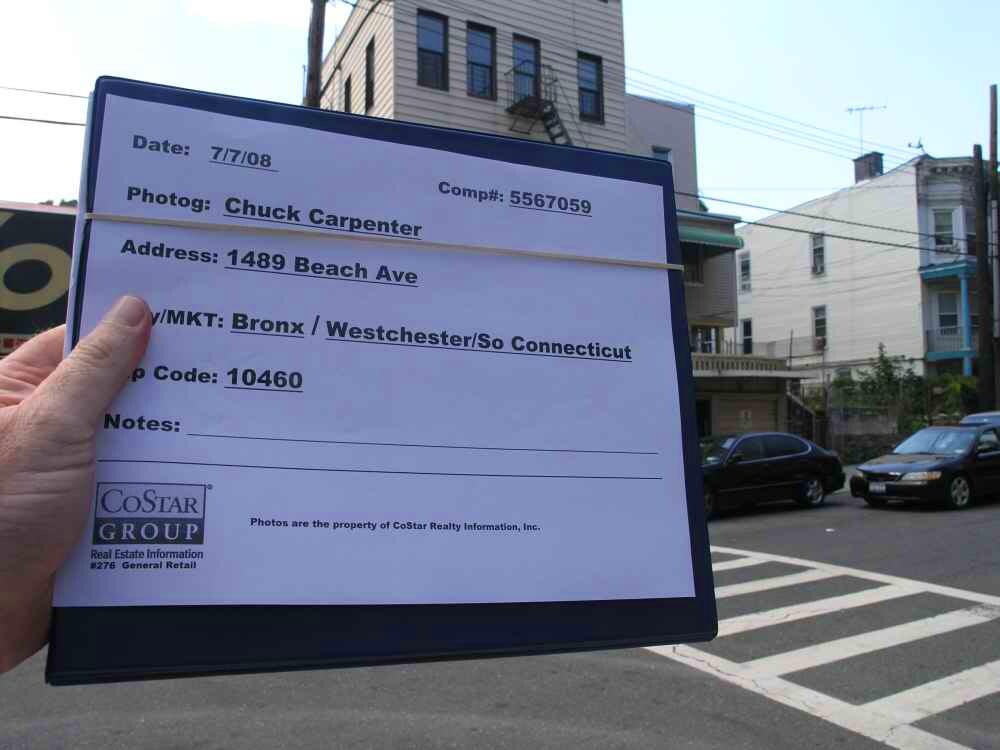 Date: 7/7/08
Comp#: 5567059
Photog: Chuck Carpenter
Address: 1489 Beach Ave
y/MKT: Bronx / Westchester/So Connecticut
p Code: 10460
Notes:
COSTAR®
GROUP
Real Estate Information
#276 General Retail
Photos are the property of CoStar Realty Information, Inc.